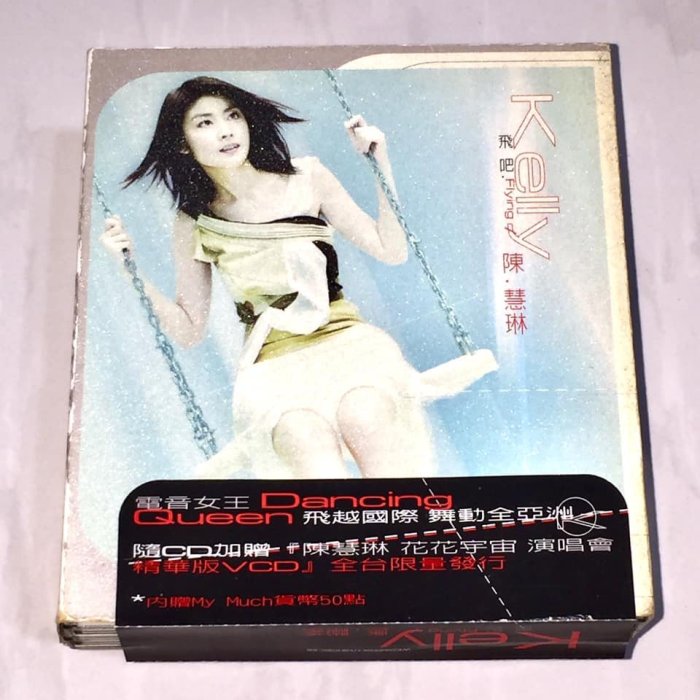 Kelly
飛吧.Flying
陳.慧琳
電音女王 Dancing
Queen 飛越國際 舞動全亞洲
隨CD加贈『陳慧琳 花花宇宙 演唱會
精華版VCD』全台限量發行
*內贈My Much貨幣50點
Kelly